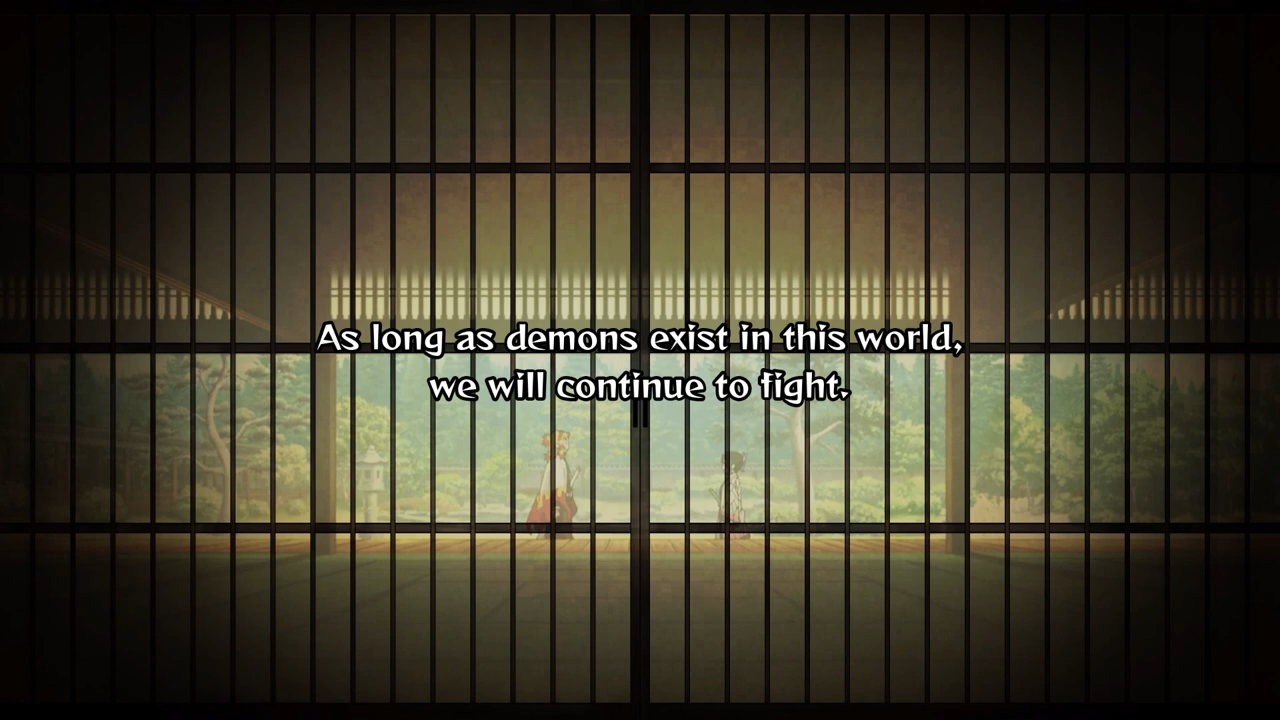 As long as demons exist in this world,
we will continue to fight.